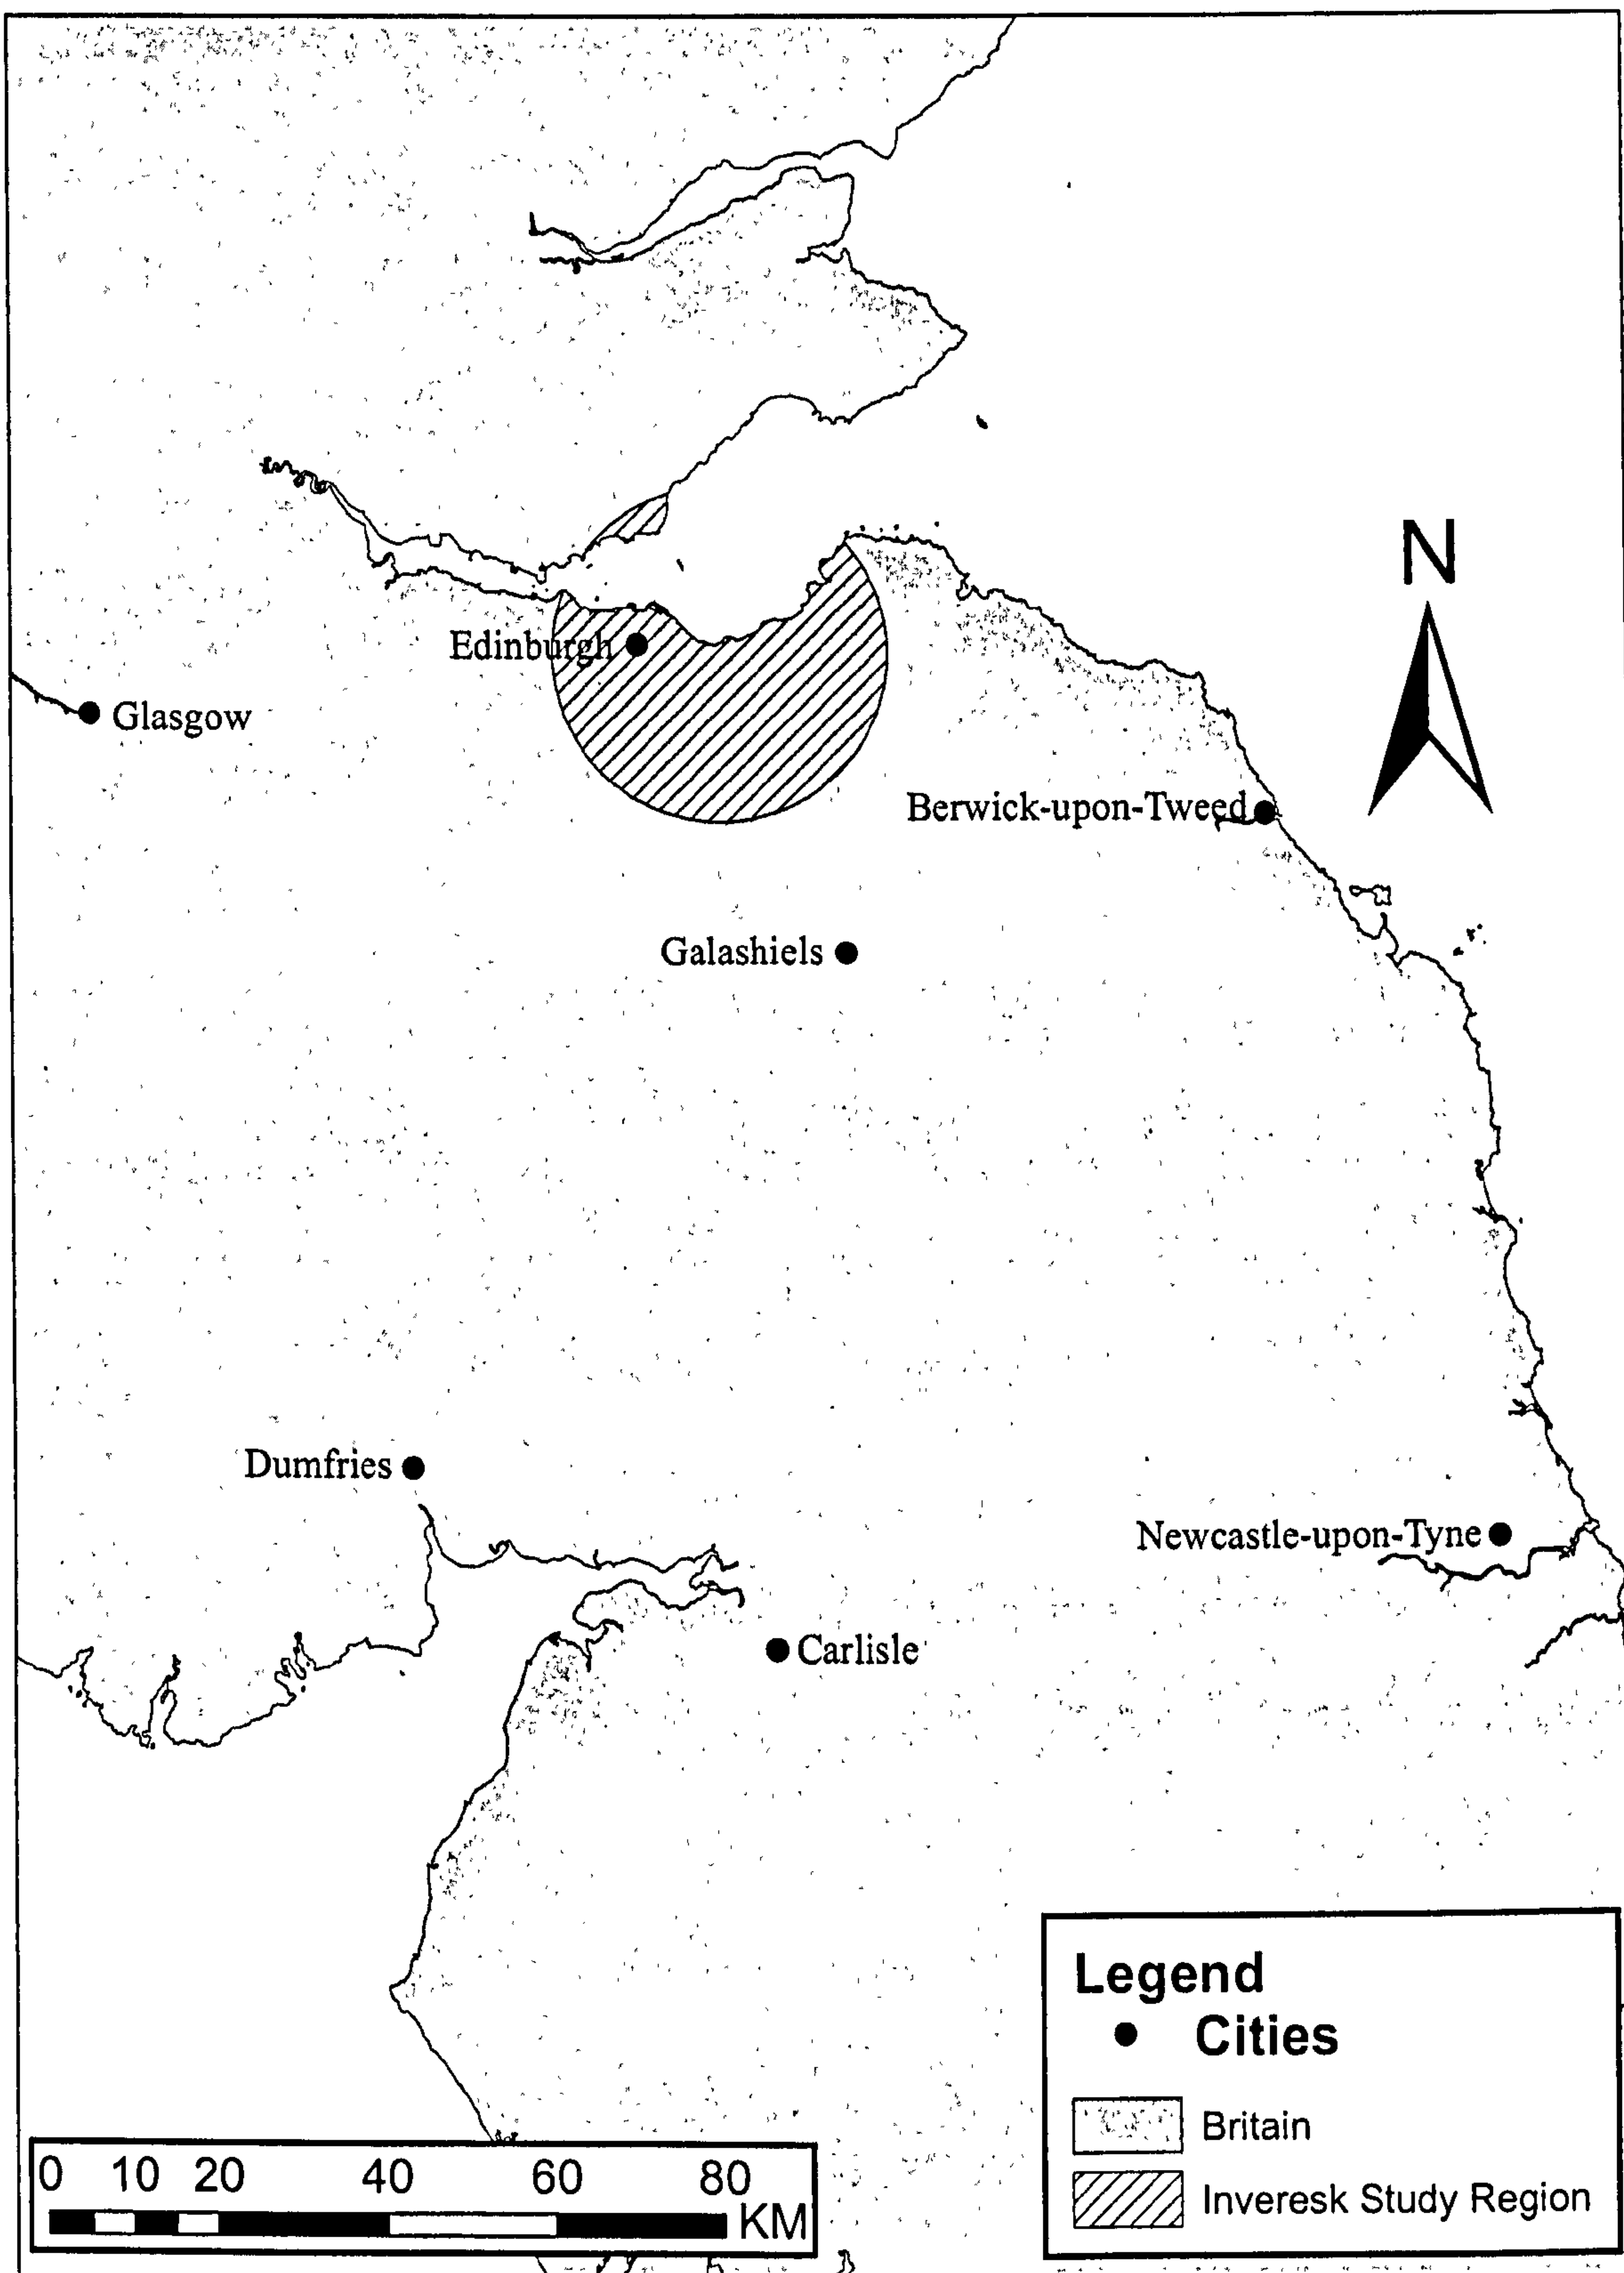 N
Edinburgh
Glasgow
Berwick-upon-Tweed
Galashiels
Dumfries
Newcastle-upon-Tyne
Carlisle
Legend
Cities
Britain
Inveresk Study Region
0 10 20 40 60 80
KM